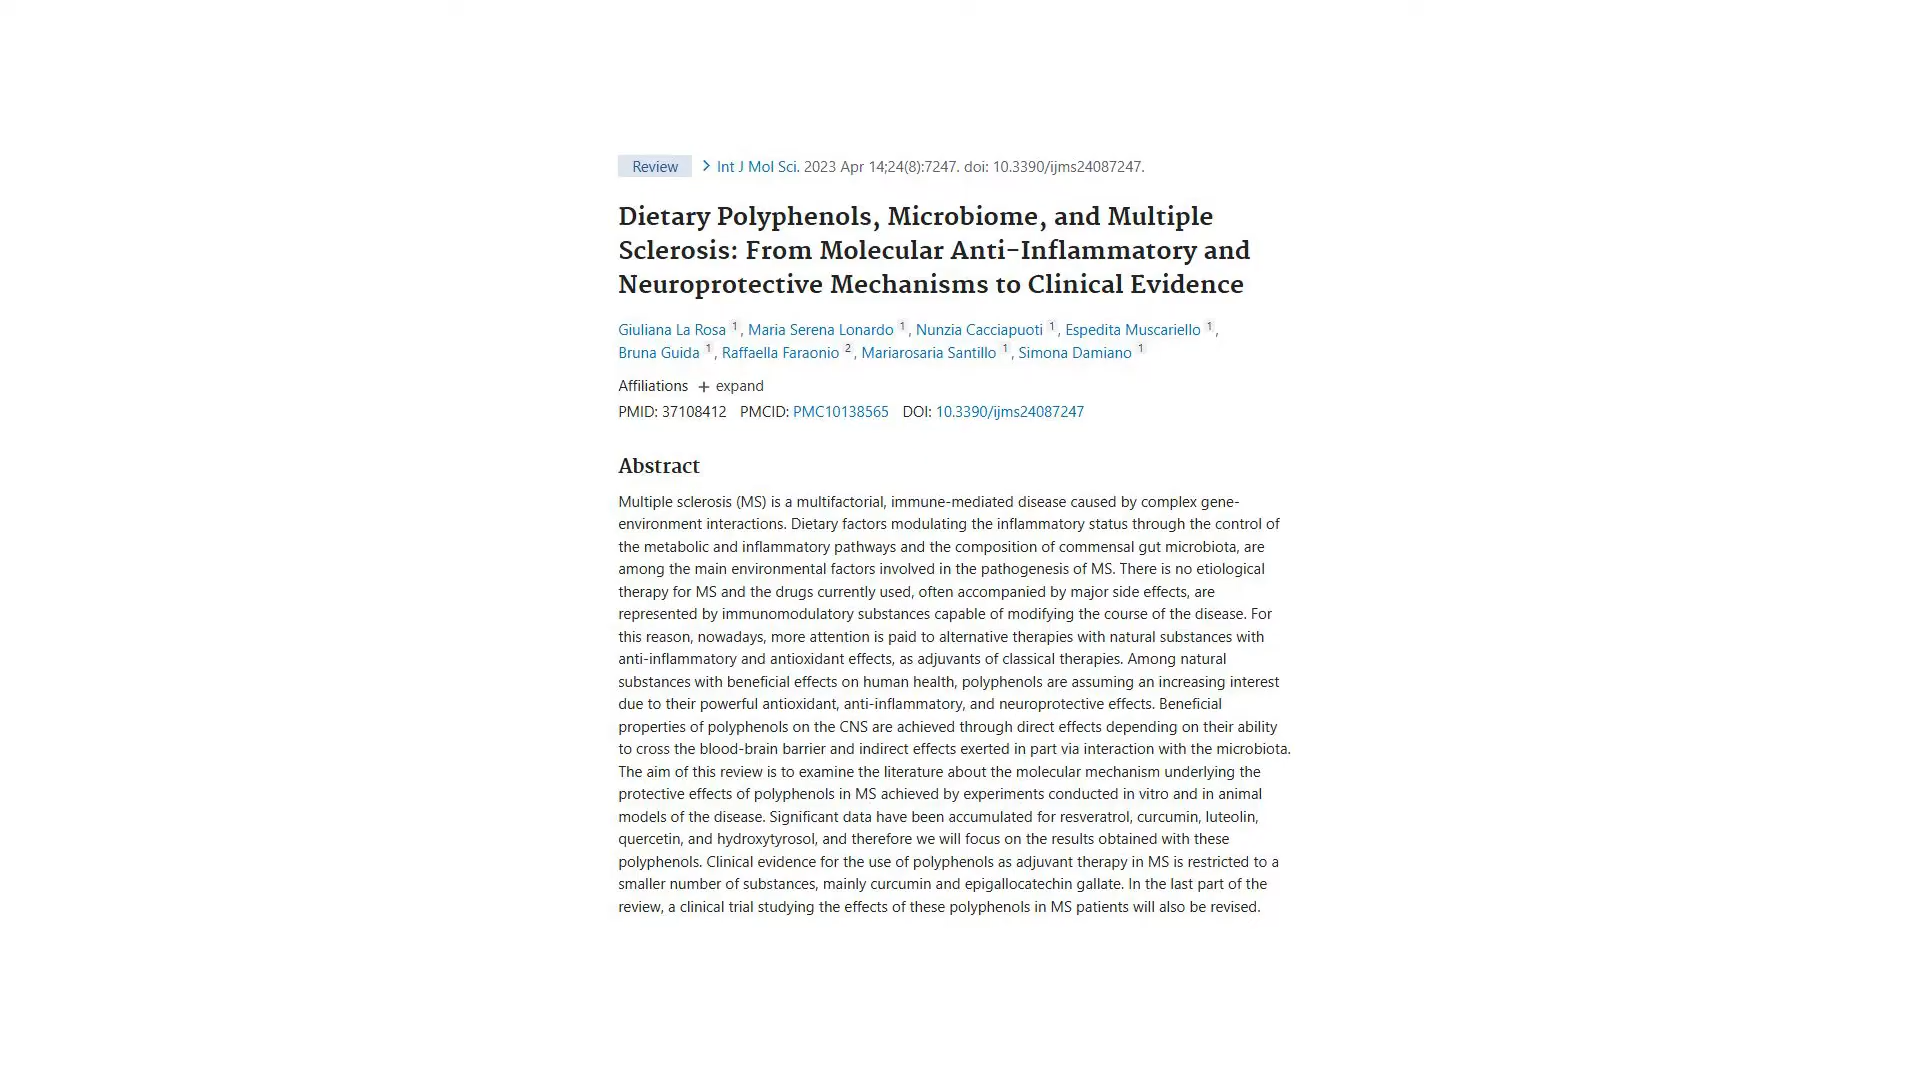 Review > Int J Mol Sci. 2023 Apr 14;24(8):7247. doi: 10.3390/ijms24087247.
Dietary Polyphenols, Microbiome, and Multiple
Sclerosis: From Molecular Anti-Inflammatory and
Neuroprotective Mechanisms to Clinical Evidence
Giuliana La Rosa 1, Maria Serena Lonardo 1, Nunzia Cacciapuoti 1, Espedita Muscariello 1,
Bruna Guida 1, Raffaella Faraonio 2, Mariarosaria Santillo 1, Simona Damiano 1
Affiliations + expand
PMID: 37108412 PMCID: PMC10138565 DOI: 10.3390/ijms24087247
Abstract
Multiple sclerosis (MS) is a multifactorial, immune-mediated disease caused by complex gene-
environment interactions. Dietary factors modulating the inflammatory status through the control of
the metabolic and inflammatory pathways and the composition of commensal gut microbiota, are
among the main environmental factors involved in the pathogenesis of MS. There is no etiological
therapy for MS and the drugs currently used, often accompanied by major side effects, are
represented by immunomodulatory substances capable of modifying the course of the disease. For
this reason, nowadays, more attention is paid to alternative therapies with natural substances with
anti-inflammatory and antioxidant effects, as adjuvants of classical therapies. Among natural
substances with beneficial effects on human health, polyphenols are assuming an increasing interest
due to their powerful antioxidant, anti-inflammatory, and neuroprotective effects. Beneficial
properties of polyphenols on the CNS are achieved through direct effects depending on their ability
to cross the blood-brain barrier and indirect effects exerted in part via interaction with the microbiota.
The aim of this review is to examine the literature about the molecular mechanism underlying the
protective effects of polyphenols in MS achieved by experiments conducted in vitro and in animal
models of the disease. Significant data have been accumulated for resveratrol, curcumin, luteolin,
quercetin, and hydroxytyrosol, and therefore we will focus on the results obtained with these
polyphenols. Clinical evidence for the use of polyphenols as adjuvant therapy in MS is restricted to a
smaller number of substances, mainly curcumin and epigallocatechin gallate. In the last part of the
review, a clinical trial studying the effects of these polyphenols in MS patients will also be revised.